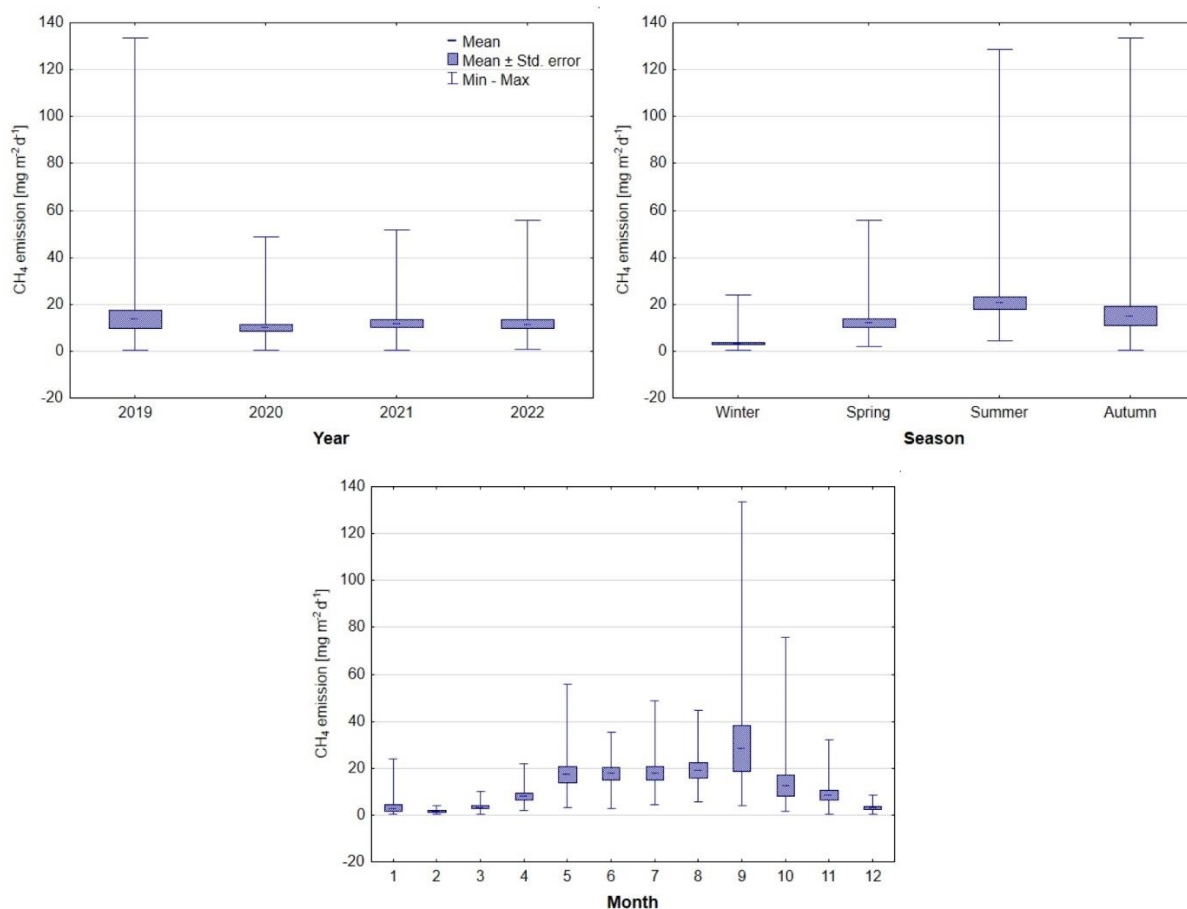 140
120
100
80
60
40
20
0
-20
CH₄ emission [mg m⁻² d⁻¹]
Mean
Mean ± Std. error
Min - Max
2019 2020 2021 2022
Year
140
120
100
80
60
40
20
0
-20
CH₄ emission [mg m⁻² d⁻¹]
Winter Spring Summer Autumn
Season
140
120
100
80
60
40
20
0
-20
CH₄ emission [mg m⁻² d⁻¹]
1 2 3 4 5 6 7 8 9 10 11 12
Month